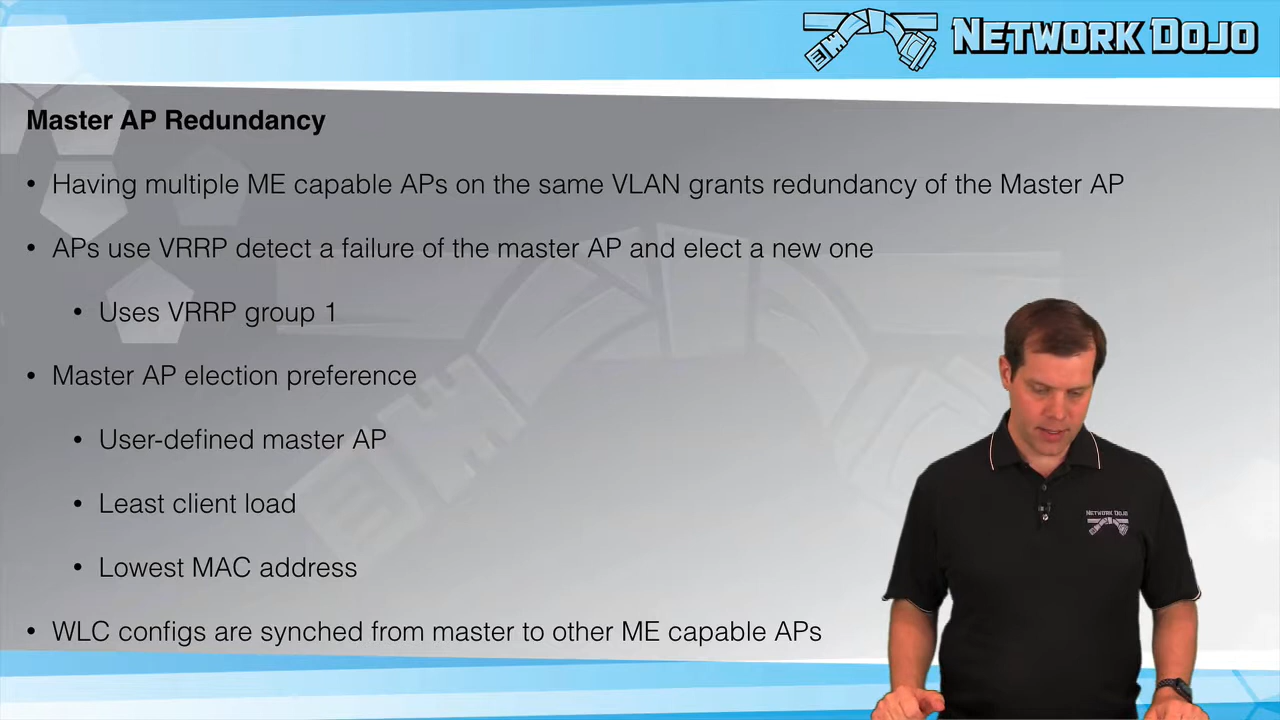 NETWORK DOJO
Master AP Redundancy
• Having multiple ME capable APs on the same VLAN grants redundancy of the Master AP
• APs use VRRP detect a failure of the master AP and elect a new one
• Uses VRRP group 1
• Master AP election preference
• User-defined master AP
• Least client load
• Lowest MAC address
• WLC configs are synched from master to other ME capable APs
NETWORK DOJO